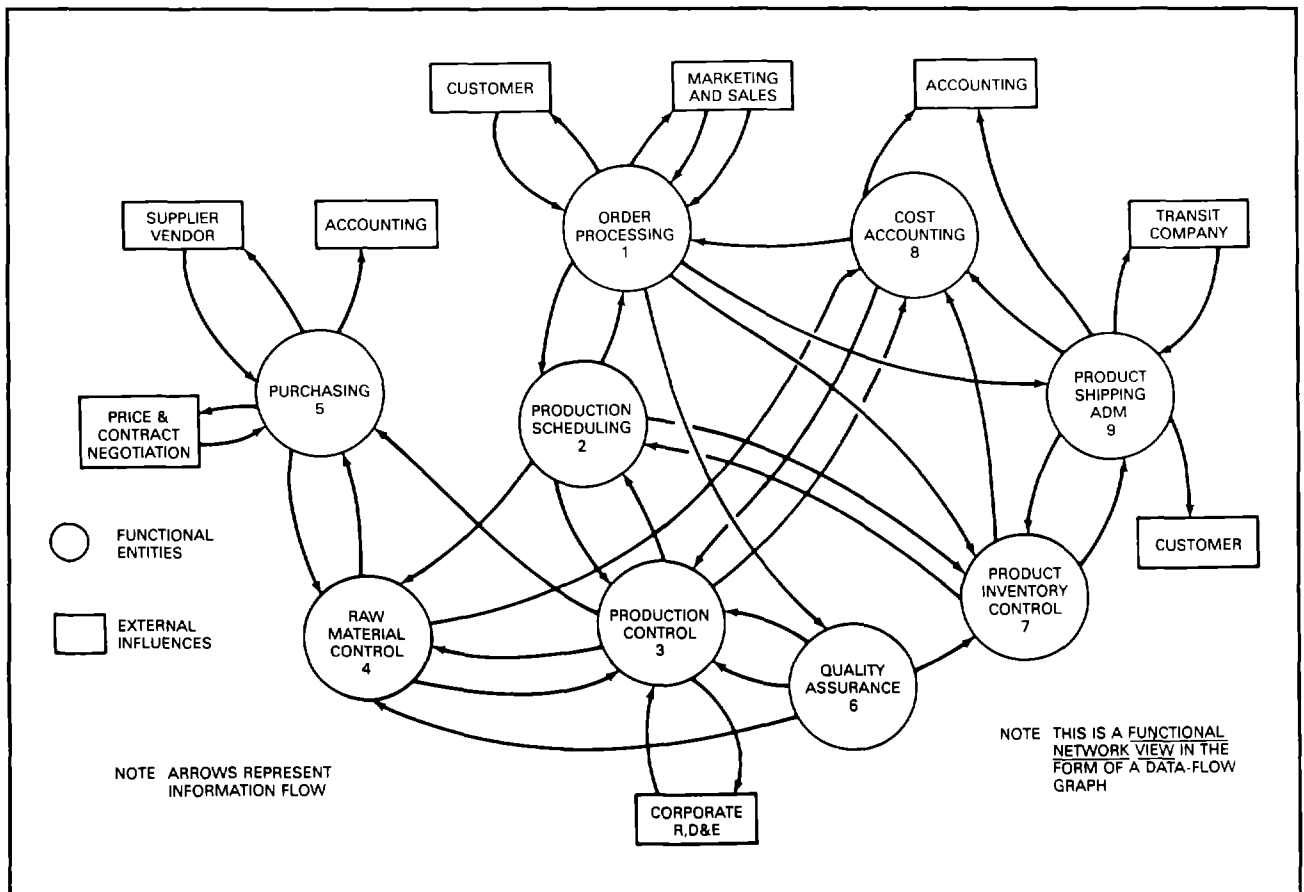 CUSTOMER
MARKETING
AND SALES
ACCOUNTING
SUPPLIER
VENDOR
ACCOUNTING
ORDER
PROCESSING
1
COST
ACCOUNTING
8
TRANSIT
COMPANY
PURCHASING
5
PRICE &
CONTRACT
NEGOTIATION
PRODUCTION
SCHEDULING
2
PRODUCT
SHIPPING
ADM
9
FUNCTIONAL
ENTITIES
CUSTOMER
EXTERNAL
INFLUENCES
RAW
MATERIAL
CONTROL
4
PRODUCTION
CONTROL
3
QUALITY
ASSURANCE
6
PRODUCT
INVENTORY
CONTROL
7
NOTE ARROWS REPRESENT
INFORMATION FLOW
CORPORATE
R,D&E
NOTE THIS IS A FUNCTIONAL
NETWORK VIEW IN THE
FORM OF A DATA-FLOW
GRAPH